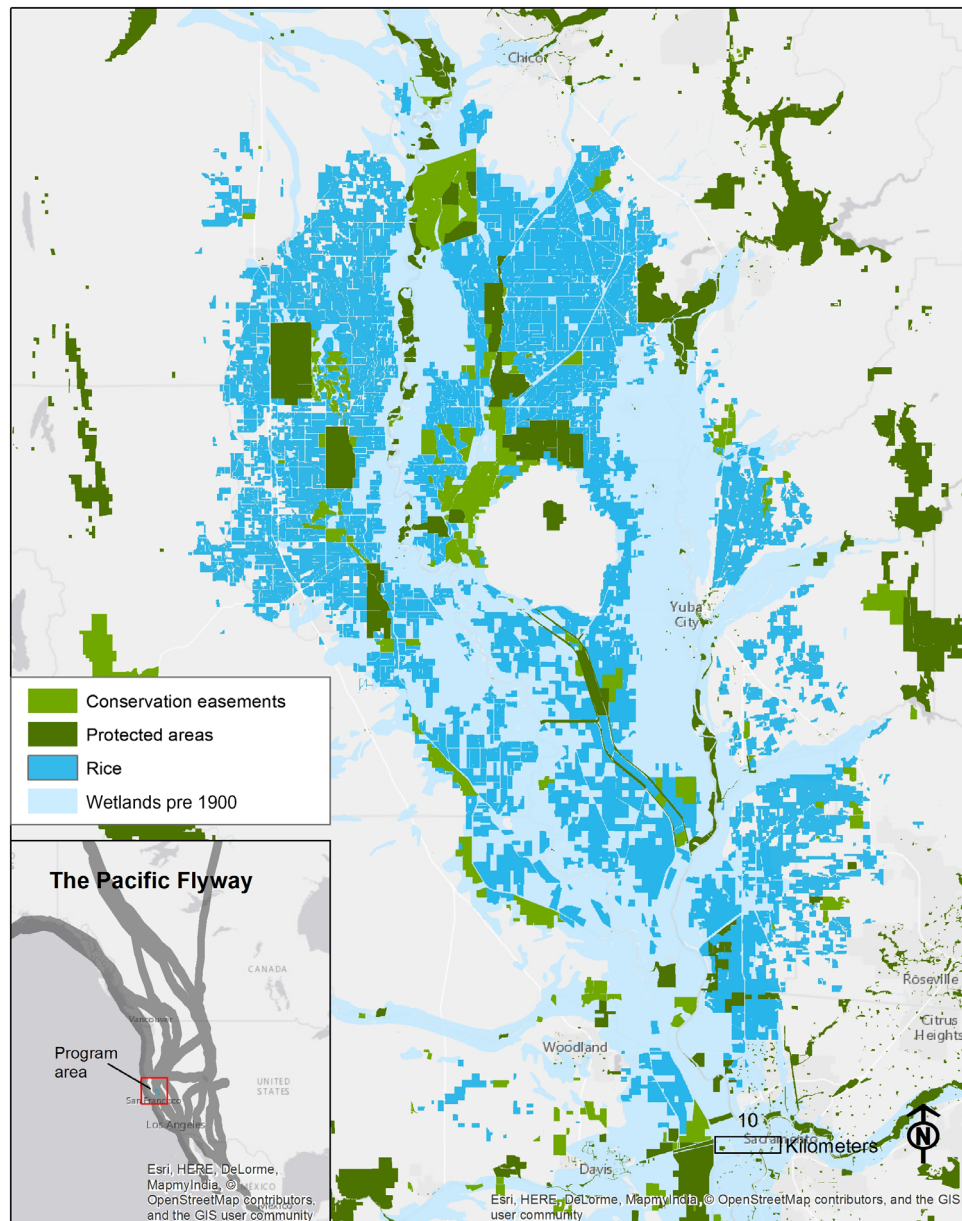 Chico
Yuba
City
Conservation easements
Protected areas
Rice
Wetlands pre 1900
The Pacific Flyway
CANADA
Vancouver
Program
area
UNITED
STATES
San Francisco
Los Angeles
MÉXICO
Mexico
Esri, HERE, DeLorme,
MapmyIndia, ©
OpenStreetMap contributors,
and the GIS user community
Roseville
Citrus
Heights
Woodland
10
Sacramento
Kilometers
N
Davis
Esri, HERE, DeLorme, MapmyIndia, © OpenStreetMap contributors, and the GIS
user community